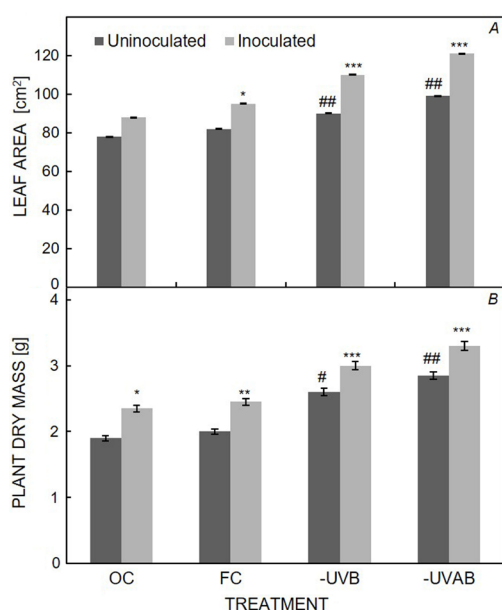 A
Uninoculated Inoculated
LEAF AREA [cm²]
120
100
80
60
40
20
0
* ## *** ## ***
B
PLANT DRY MASS [g]
4
3
2
1
0
* ** # *** ## ***
OC FC -UVB -UVAB
TREATMENT